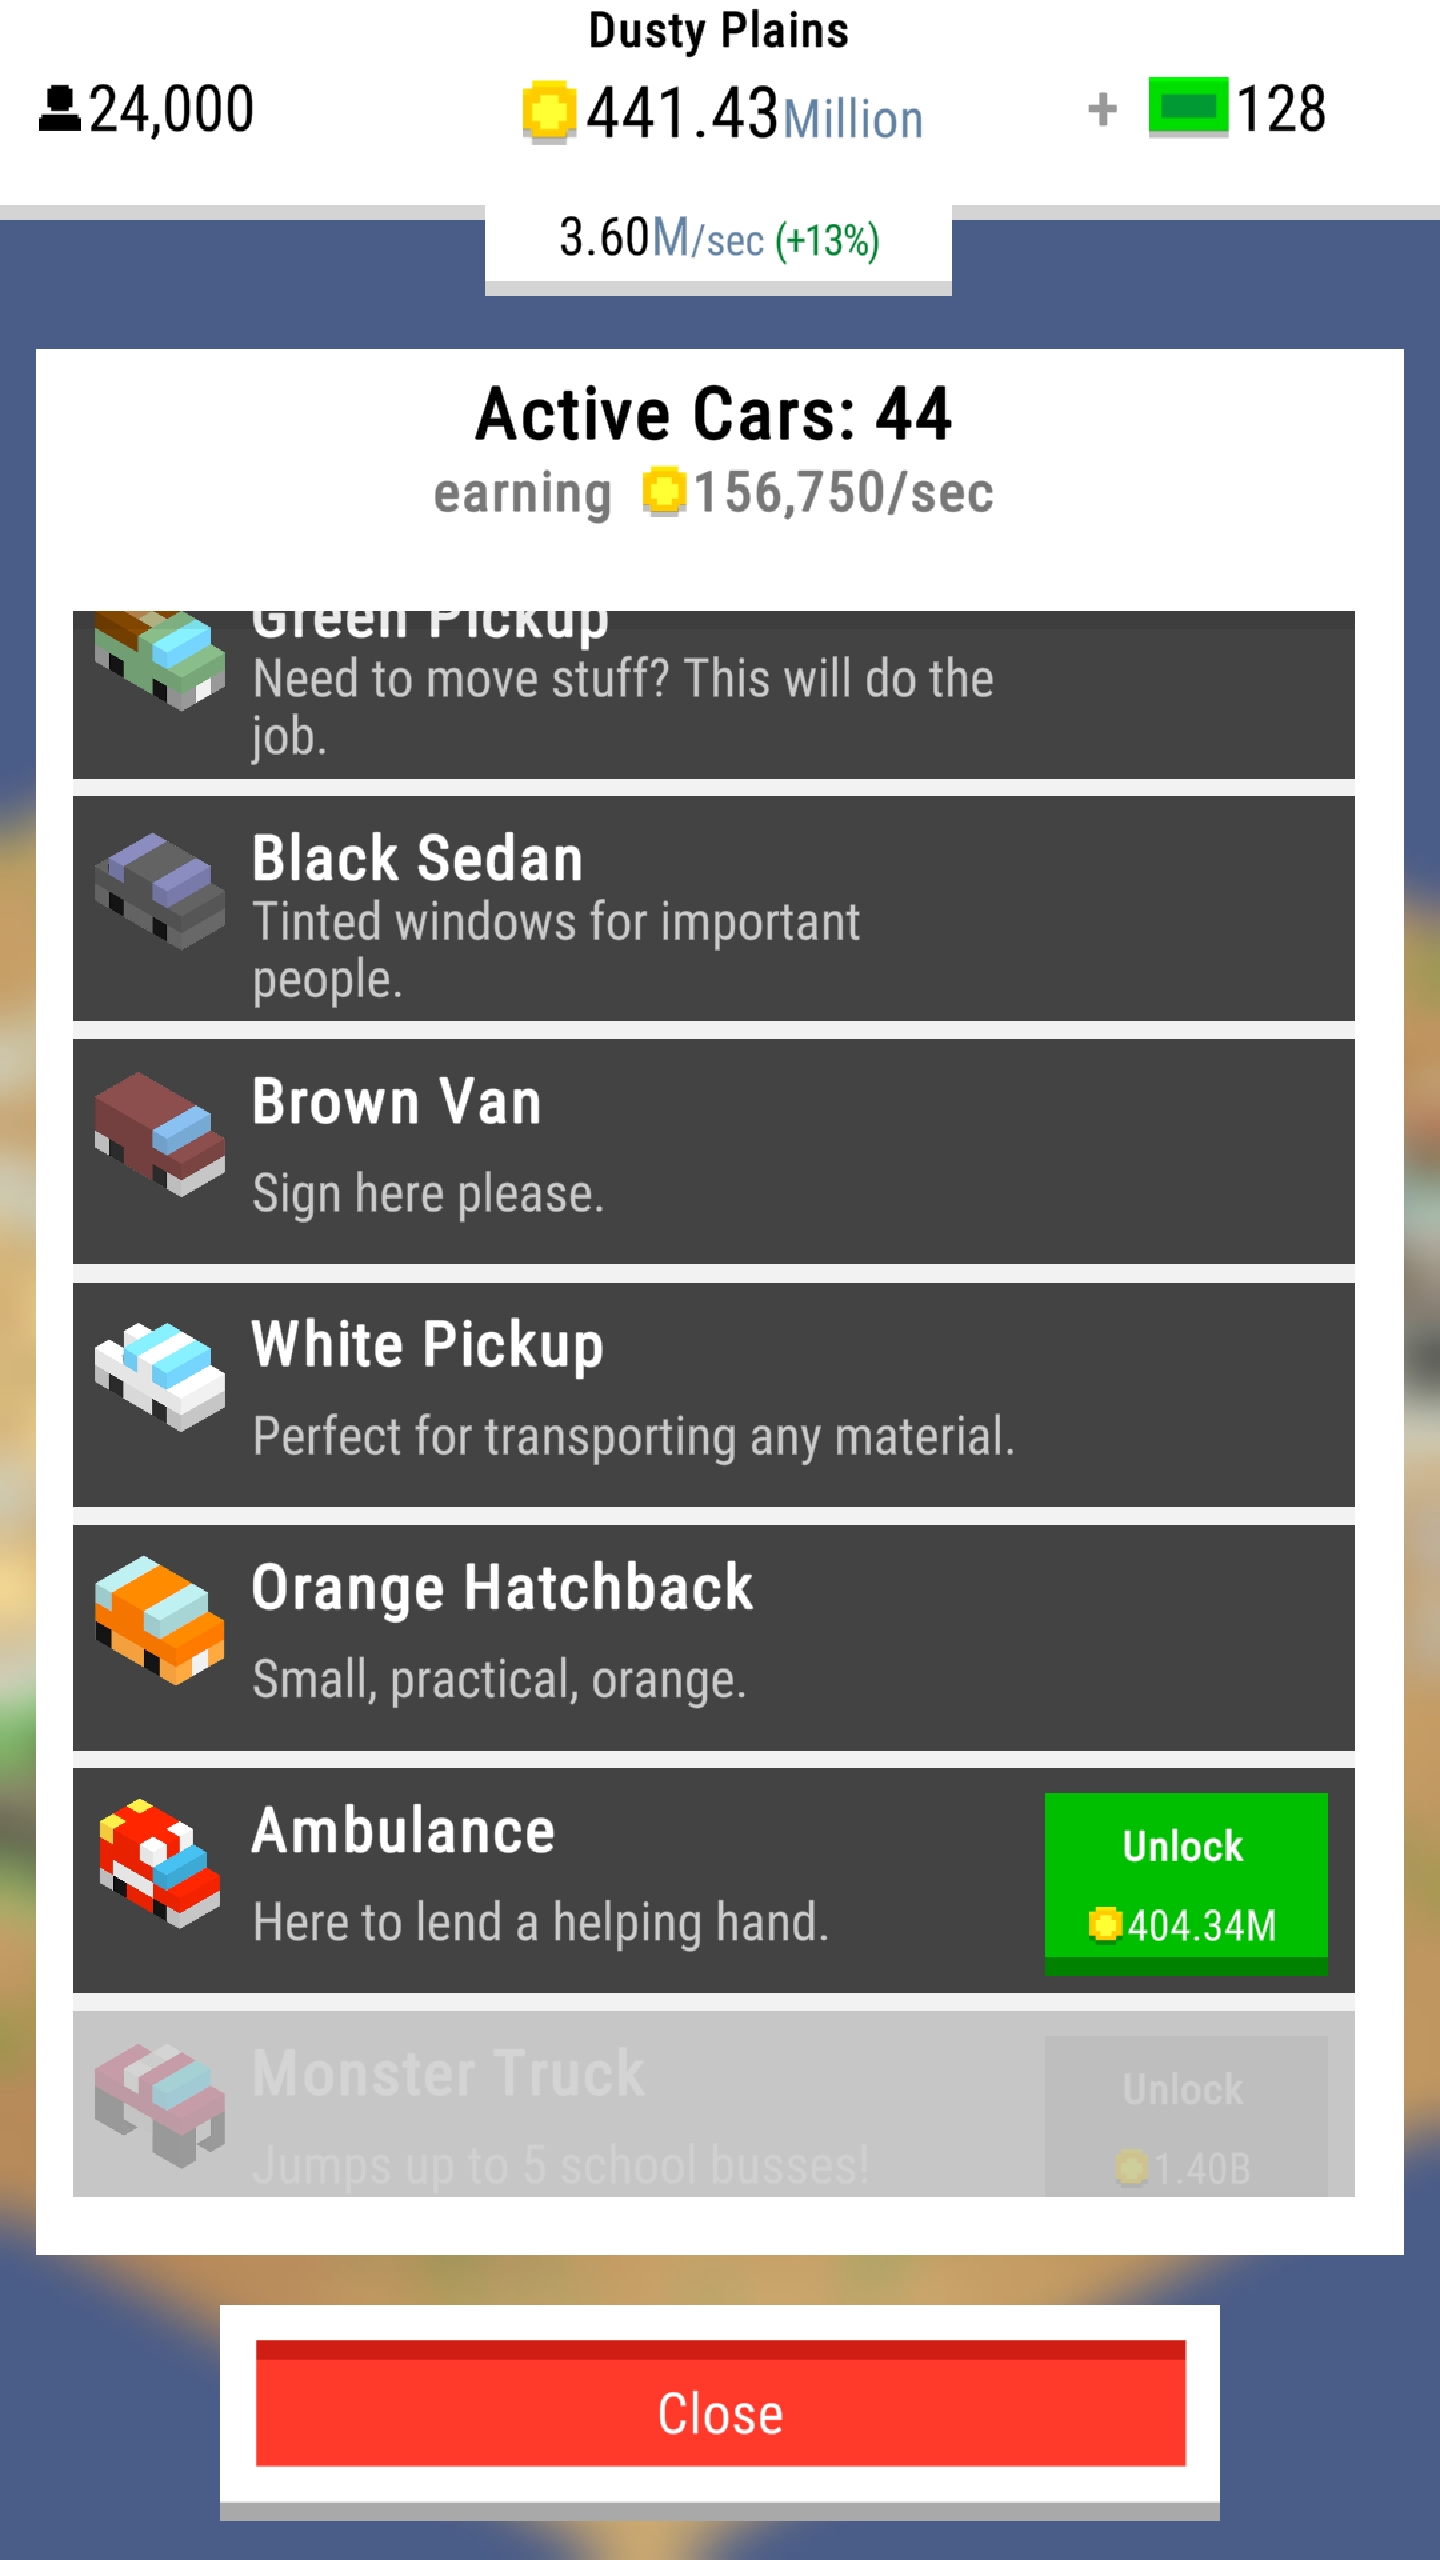 Dusty Plains
24,000
441.43Million
+ 128
3.60M/sec (+13%)
Active Cars: 44
earning 156,750/sec
Green Pickup
Need to move stuff? This will do the
job.
Black Sedan
Tinted windows for important
people.
Brown Van
Sign here please.
White Pickup
Perfect for transporting any material.
Orange Hatchback
Small, practical, orange.
Ambulance
Here to lend a helping hand.
Unlock
404.34M
Monster Truck
Jumps up to 5 school busses!
Unlock
1.40B
Close